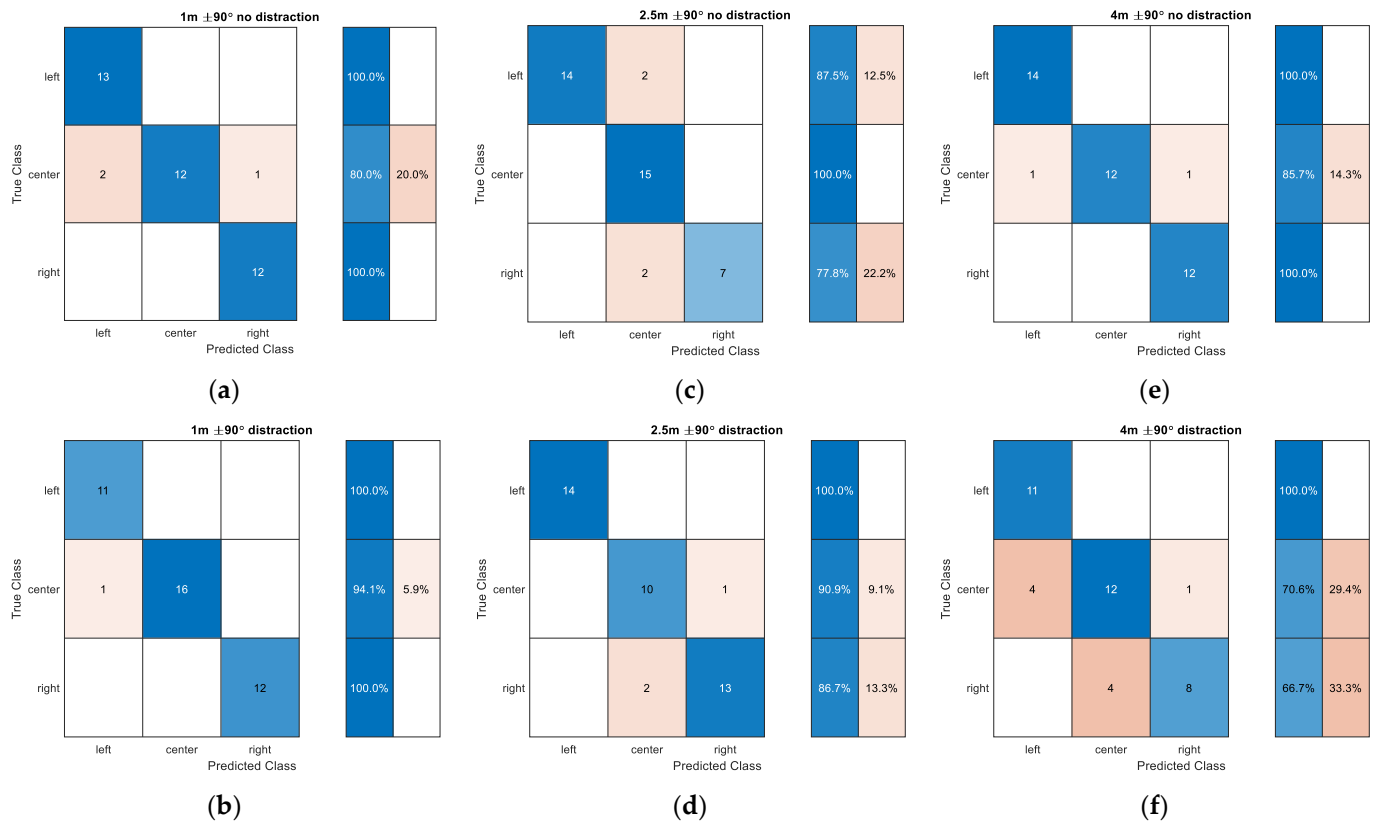 1m ±90° no distraction
left
13
100.0%
center
2
12
1
80.0%
20.0%
right
12
100.0%
True Class
left
center
right
Predicted Class
(a)
2.5m ±90° no distraction
left
14
2
87.5%
12.5%
center
15
100.0%
right
2
7
77.8%
22.2%
True Class
left
center
right
Predicted Class
(c)
4m ±90° no distraction
left
14
100.0%
center
1
12
1
85.7%
14.3%
right
12
100.0%
True Class
left
center
right
Predicted Class
(e)
1m ±90° distraction
left
11
100.0%
center
1
16
94.1%
5.9%
right
12
100.0%
True Class
left
center
right
Predicted Class
(b)
2.5m ±90° distraction
left
14
100.0%
center
10
1
90.9%
9.1%
right
2
13
86.7%
13.3%
True Class
left
center
right
Predicted Class
(d)
4m ±90° distraction
left
11
100.0%
center
4
12
1
70.6%
29.4%
right
4
8
66.7%
33.3%
True Class
left
center
right
Predicted Class
(f)